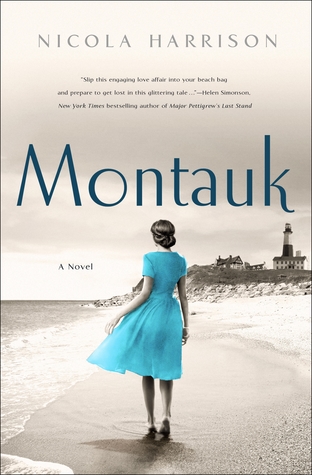 NICOLA HARRISON
"Slip this engaging love affair into your beach bag
and prepare to get lost in this glittering tale ..."—Helen Simonson,
New York Times bestselling author of Major Pettigrew's Last Stand
Montauk
A Novel